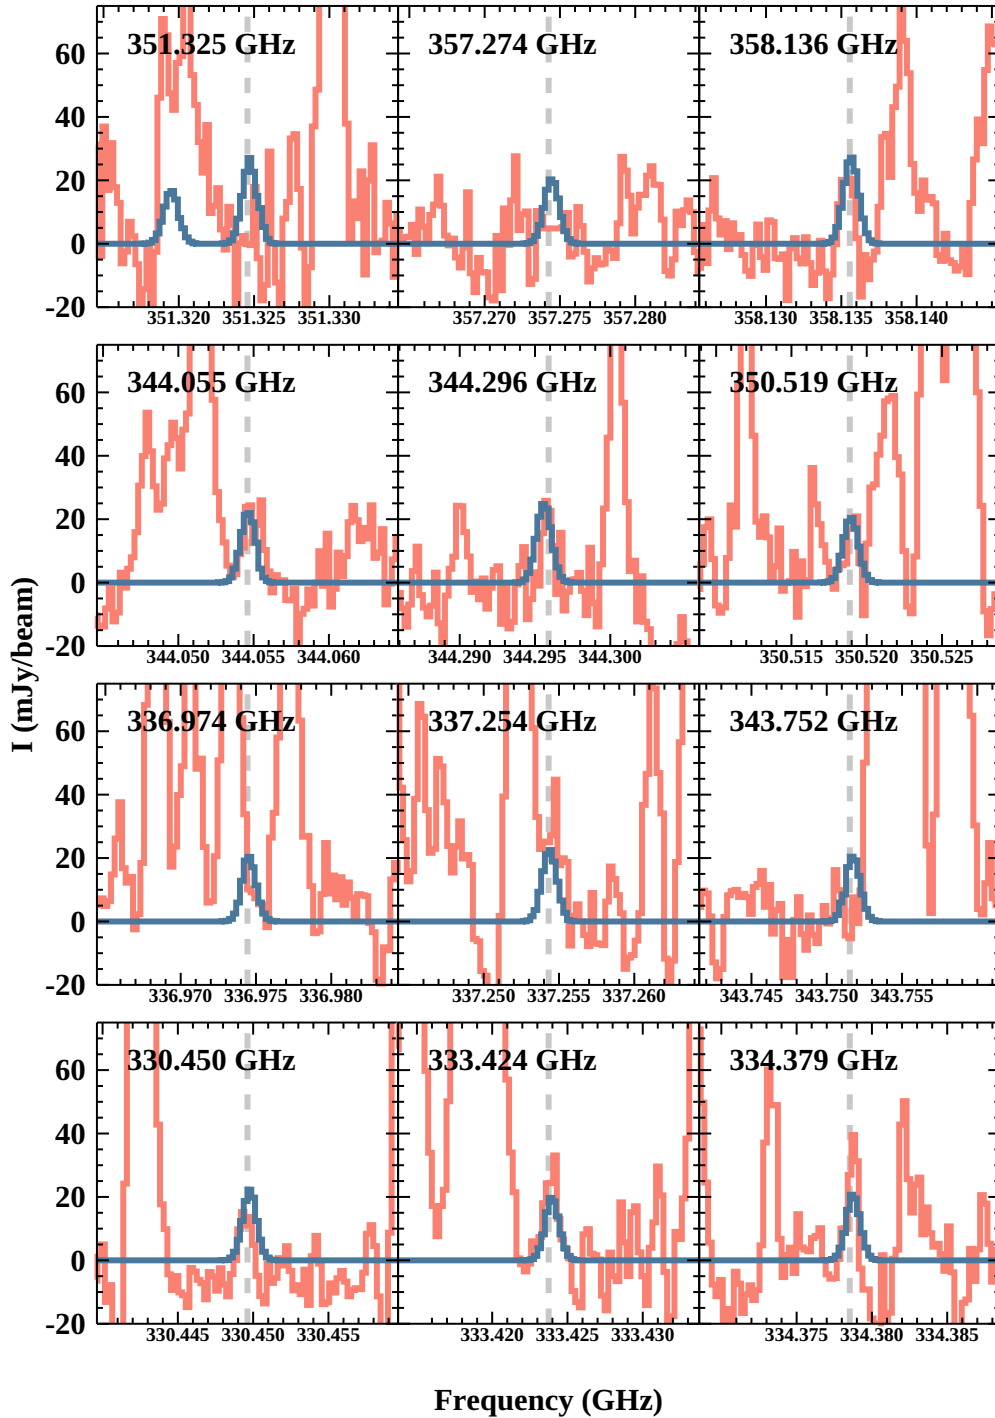 351.325 GHz 357.274 GHz 358.136 GHz
60
40
20
0
-20
351.320 351.325 351.330 357.270 357.275 357.280 358.130 358.135 358.140
344.055 GHz 344.296 GHz 350.519 GHz
60
40
20
0
-20
344.050 344.055 344.060 344.290 344.295 344.300 350.515 350.520 350.525
I (mJy/beam)
336.974 GHz 337.254 GHz 343.752 GHz
60
40
20
0
-20
336.970 336.975 336.980 337.250 337.255 337.260 343.745 343.750 343.755
330.450 GHz 333.424 GHz 334.379 GHz
60
40
20
0
-20
330.445 330.450 330.455 333.420 333.425 333.430 334.375 334.380 334.385
Frequency (GHz)